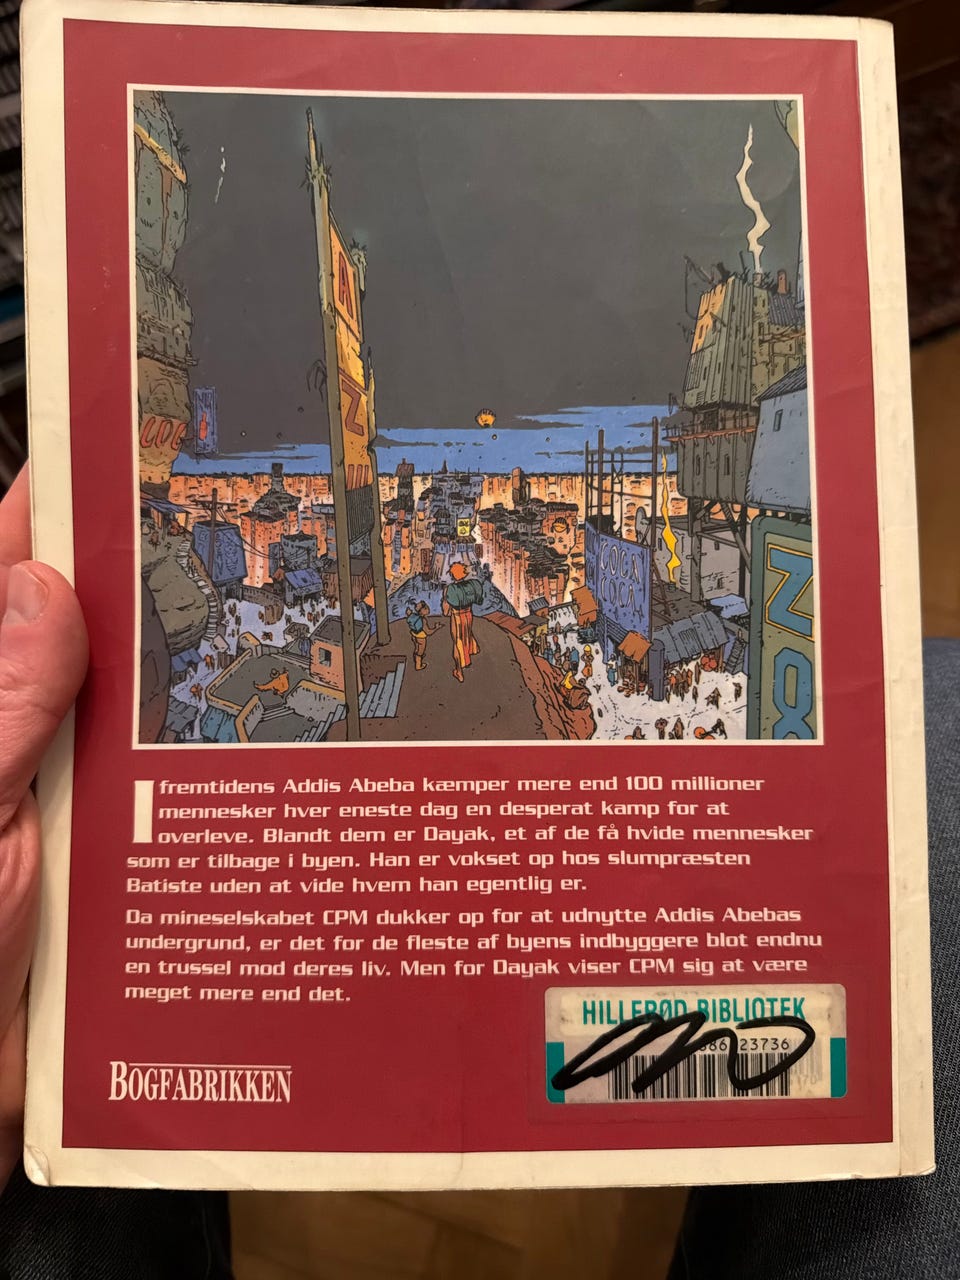 COCA
COCA
I fremtidens Addis Abeba kæmper mere end 100 millioner
mennesker hver eneste dag en desperat kamp for at
overleve. Blandt dem er Dayak, et af de få hvide mennesker
som er tilbage i byen. Han er vokset op hos slumpræsten
Batiste uden at vide hvem han egentlig er.
Da mineselskabet CPM dukker op for at udnytte Addis Abebas
undergrund, er det for de fleste af byens indbyggere blot endnu
en trussel mod deres liv. Men for Dayak viser CPM sig at være
meget mere end det.
HILLERØD BIBLIOTEK
23736
BOGFABRIKKEN